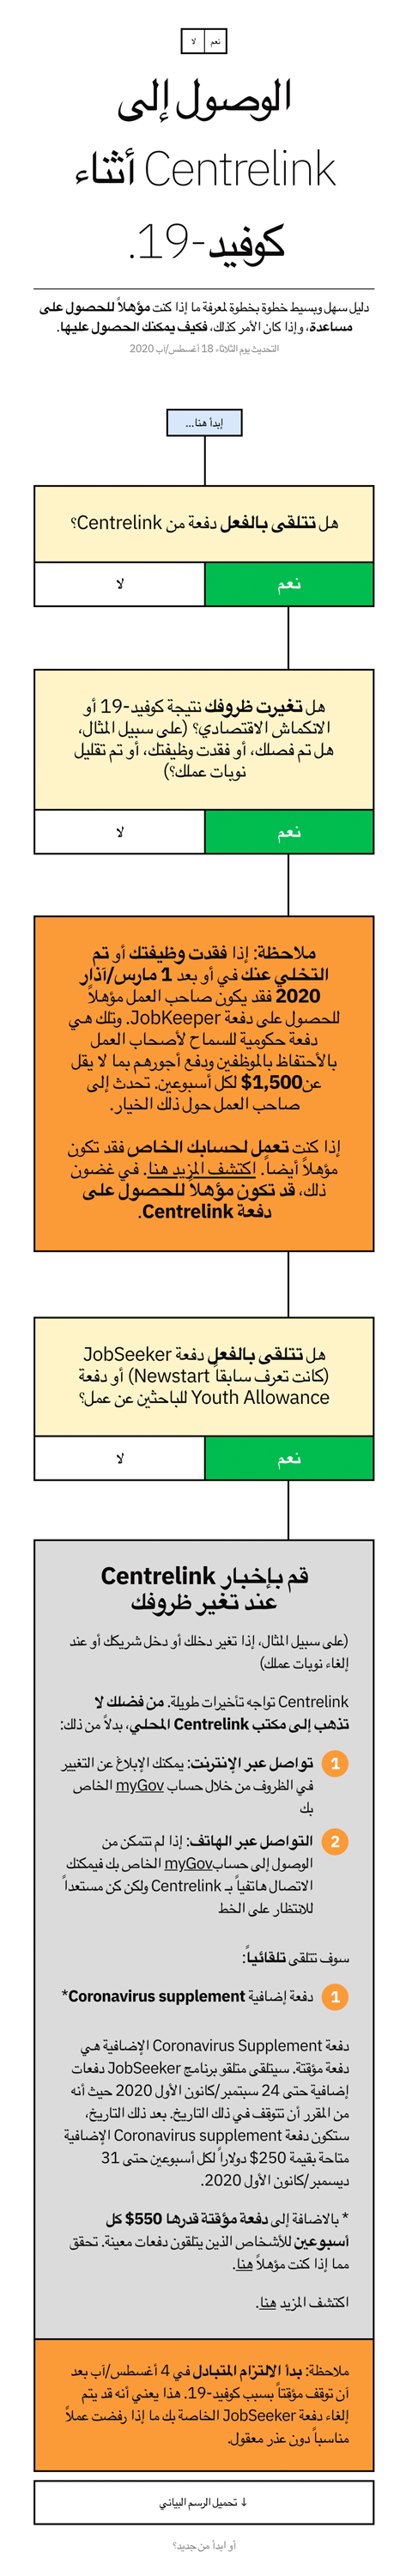 نعم لا
الوصول إلى
Centrelink أثناء
كوفيد-19.
دليل سهل وبسيط خطوة بخطوة لمعرفة ما إذا كنت مؤهلاً للحصول على
مساعدة، وإذا كان الأمر كذلك، فكيف يمكنك الحصول عليها.
التحديث يوم الثلاثاء 18 أغسطس/آب 2020
إبدأ هنا...
هل تتلقى بالفعل دفعة من Centrelink؟
نعم لا
هل تغيرت ظروفك نتيجة كوفيد-19 أو
الانكماش الاقتصادي؟ (على سبيل المثال،
هل تم فصلك، أو فقدت وظيفتك، أو تم تقليل
نوبات عملك؟)
نعم لا
ملاحظة: إذا فقدت وظيفتك أو تم
التخلي عنك في أو بعد 1 مارس/آذار
2020 فقد يكون صاحب العمل مؤهلاً
للحصول على دفعة JobKeeper. وتلك هي
دفعة حكومية للسماح لأصحاب العمل
بالأحتفاظ بالموظفين ودفع أجورهم بما لا يقل
عن1,500$ لكل أسبوعين. تحدث إلى
صاحب العمل حول ذلك الخيار.
إذا كنت تعمل لحسابك الخاص فقد تكون
مؤهلاً أيضاً. اكتشف المزيد هنا. في غضون
ذلك، قد تكون مؤهلاً للحصول على
دفعة Centrelink.
هل تتلقى بالفعل دفعة JobSeeker
(كانت تعرف سابقاً Newstart) أو دفعة
Youth Allowance للباحثين عن عمل؟
نعم لا
قم بإخبار Centrelink
عند تغير ظروفك
(على سبيل المثال، إذا تغير دخلك أو دخل شريكك أو عند
إلغاء نوبات عملك)
Centrelink تواجه تأخيرات طويلة. من فضلك لا
تذهب إلى مكتب Centrelink المحلي، بدلاً من ذلك:
1 تواصل عبر الإنترنت: يمكنك الإبلاغ عن التغيير
في الظروف من خلال حساب myGov الخاص
بك
2 التواصل عبر الهاتف: إذا لم تتمكن من
الوصول إلى حسابmyGov الخاص بك فيمكنك
الاتصال هاتفياً بـ Centrelink ولكن كن مستعداً
للانتظار على الخط
سوف تتلقى تلقائياً:
1 دفعة إضافية Coronavirus supplement*
دفعة Coronavirus Supplement الإضافية هي
دفعة مؤقتة. سيتلقى متلقو برنامج JobSeeker دفعات
إضافية حتى 24 سبتمبر/كانون الأول 2020 حيث أنه
من المقرر أن تتوقف في ذلك التاريخ. بعد ذلك التاريخ،
ستكون دفعة Coronavirus supplement الإضافية
متاحة بقيمة 250$ دولاراً لكل أسبوعين حتى 31
ديسمبر/كانون الأول 2020.
* بالاضافة إلى دفعة مؤقتة قدرها 550$ كل
أسبوعين للأشخاص الذين يتلقون دفعات معينة. تحقق
مما إذا كنت مؤهلاً هنا.
اكتشف المزيد هنا.
ملاحظة: بدأ الالتزام المتبادل في 4 أغسطس/آب بعد
أن توقف مؤقتاً بسبب كوفيد-19. هذا يعني أنه قد يتم
إلغاء دفعة JobSeeker الخاصة بك ما إذا رفضت عملاً
مناسباً دون عذر معقول.
↓ تحميل الرسم البياني
أو ابدأ من جديد؟